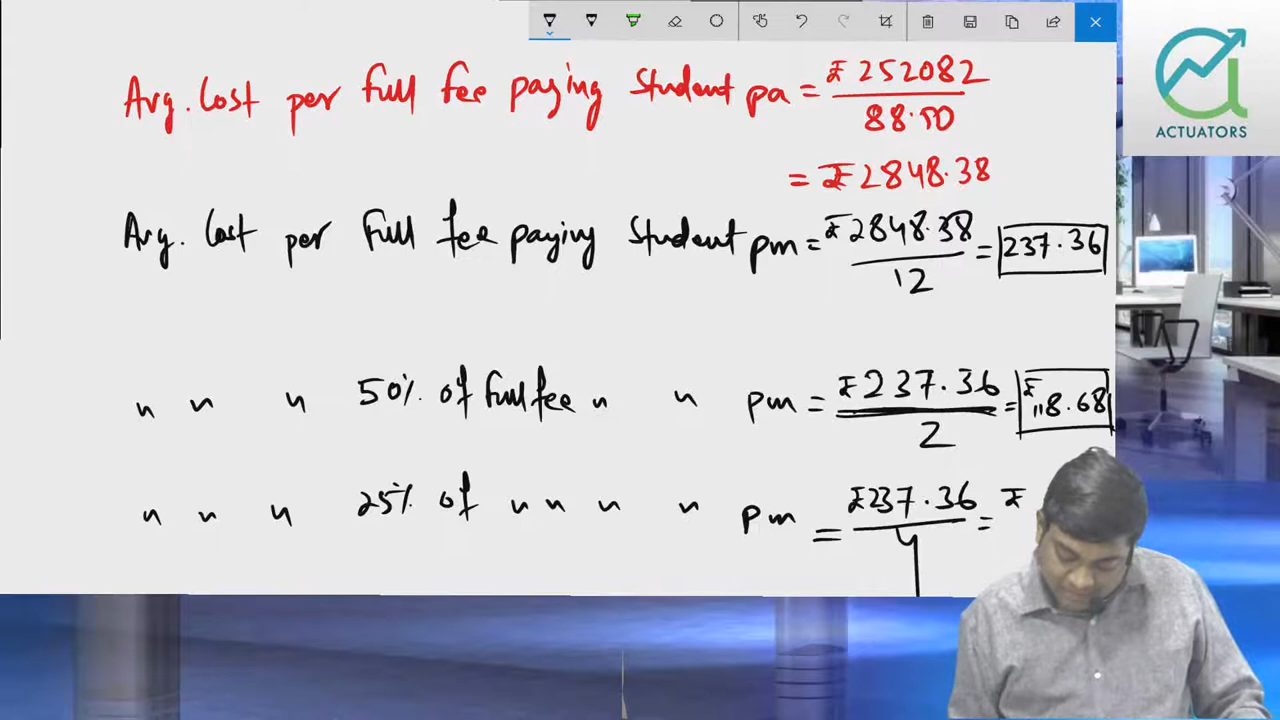 ACTUATORS
Avg. Cost per full fee paying Student pa = ₹252082 / 88.50
= ₹2848.38
Avg. Cost per full fee paying Student pm = ₹2848.38 / 12 = 237.36
" " " 50% of full fee " " pm = ₹237.36 / 2 = ₹118.68
" " " 25% of " " " " pm = ₹237.36 / 4 = ₹